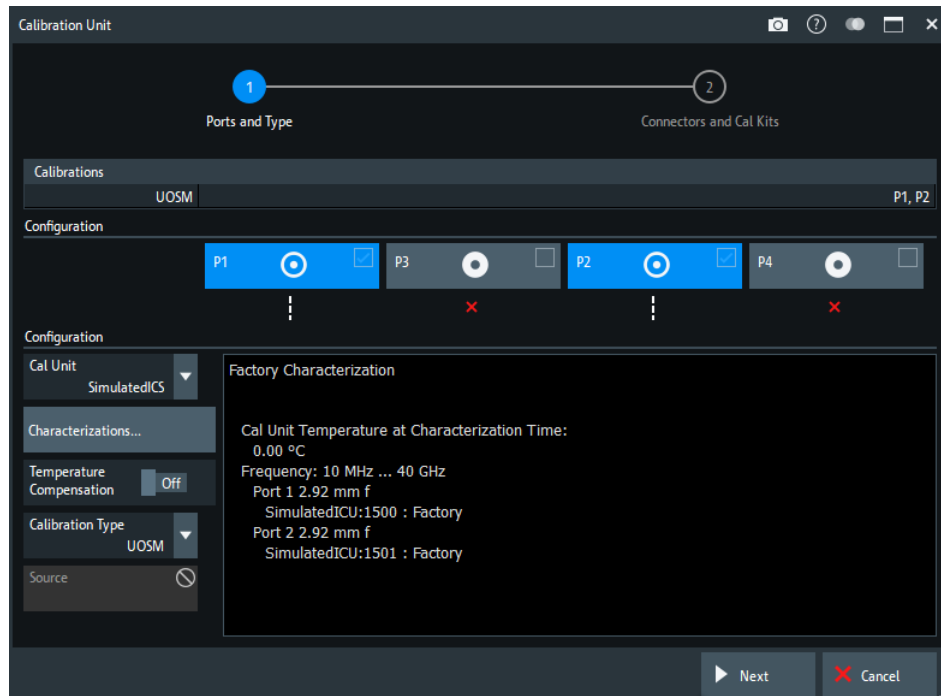 Calibration Unit
1
2
Ports and Type
Connectors and Cal Kits
Calibrations
UOSM
P1, P2
Configuration
P1
P3
P2
P4
Configuration
Cal Unit
SimulatedICS
Characterizations...
Temperature
Compensation
Off
Calibration Type
UOSM
Source
Factory Characterization
Cal Unit Temperature at Characterization Time:
0.00 ºC
Frequency: 10 MHz ... 40 GHz
Port 1 2.92 mm f
SimulatedICU:1500 : Factory
Port 2 2.92 mm f
SimulatedICU:1501 : Factory
Next
Cancel